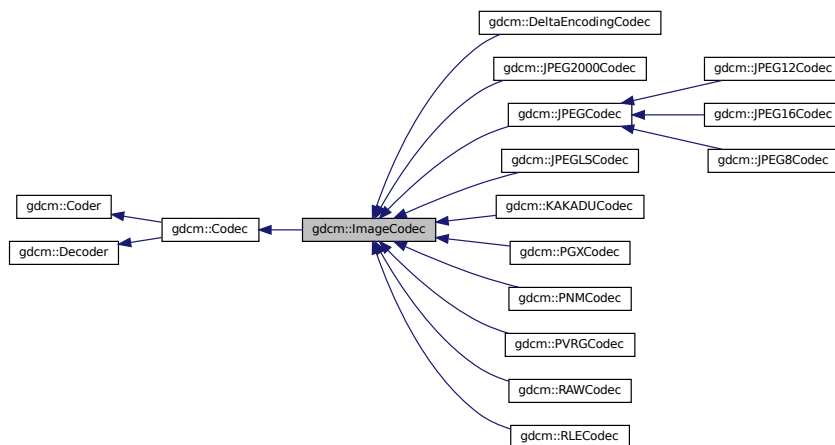 gdcm::DeltaEncodingCodec
gdcm::JPEG2000Codec
gdcm::JPEG12Codec
gdcm::JPEGCodec
gdcm::JPEG16Codec
gdcm::JPEGLSCodec
gdcm::JPEG8Codec
gdcm::Coder
gdcm::KAKADUCodec
gdcm::Codec
gdcm::ImageCodec
gdcm::Decoder
gdcm::PGXCodec
gdcm::PNMCodec
gdcm::PVRGCodec
gdcm::RAWCodec
gdcm::RLECodec